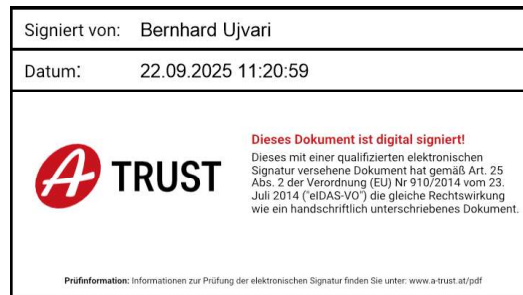 Signiert von: Bernhard Ujvari
Datum: 22.09.2025 11:20:59
A TRUST
Dieses Dokument ist digital signiert!
Dieses mit einer qualifizierten elektronischen
Signatur versehene Dokument hat gemäß Art. 25
Abs. 2 der Verordnung (EU) Nr 910/2014 vom 23.
Juli 2014 ("eIDAS-VO") die gleiche Rechtswirkung
wie ein handschriftlich unterschriebenes Dokument.
Prüfinformation: Informationen zur Prüfung der elektronischen Signatur finden Sie unter: www.a-trust.at/pdf